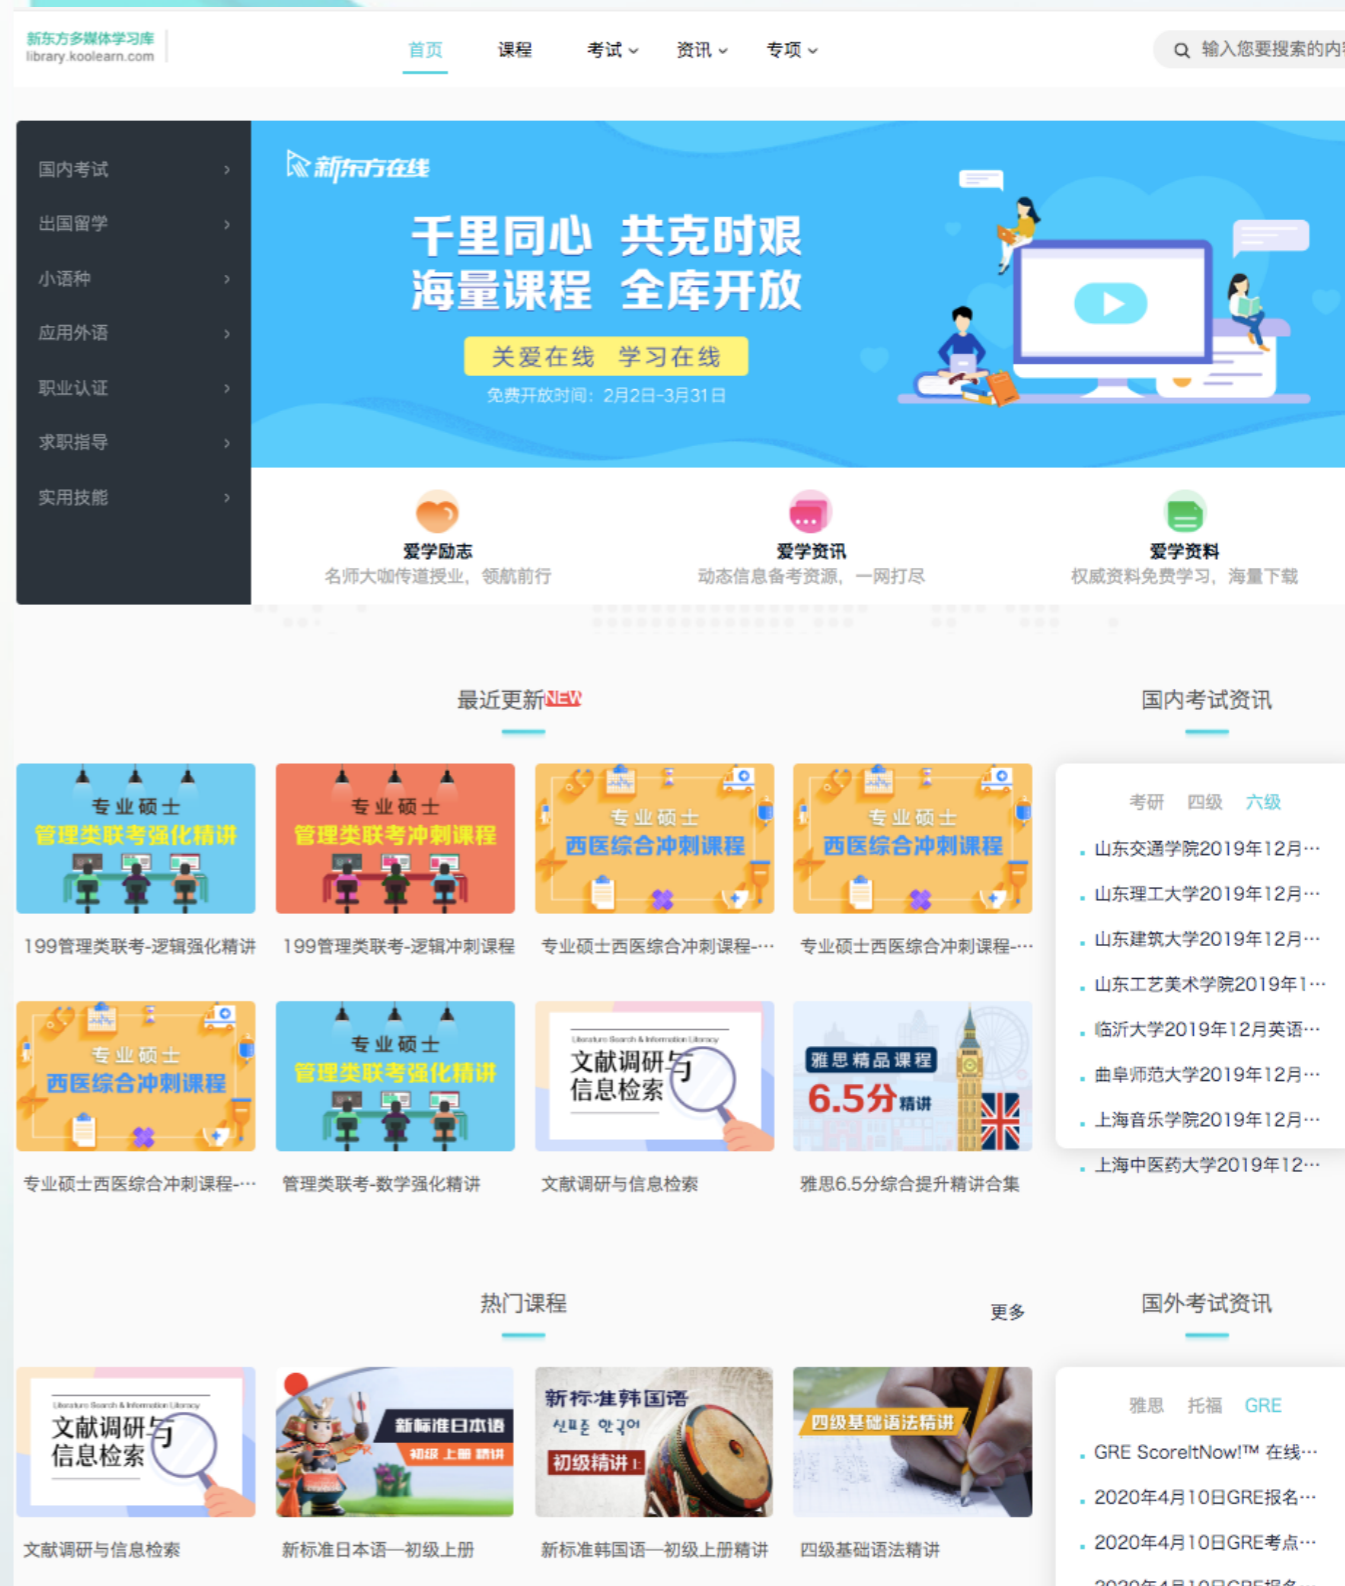 新东方多媒体学习库
library.koolearn.com
首页 课程 考试 资讯 专项
输入您要搜索的内
国内考试
出国留学
小语种
应用外语
职业认证
求职指导
实用技能
新东方在线
千里同心 共克时艰
海量课程 全库开放
关爱在线 学习在线
免费开放时间：2月2日-3月31日
爱学励志
名师大咖传道授业，领航前行
爱学资讯
动态信息备考资源，一网打尽
爱学资料
权威资料免费学习，海量下载
最近更新NEW
专业硕士
管理类联考强化精讲
199管理类联考-逻辑强化精讲
专业硕士
管理类联考冲刺课程
199管理类联考-逻辑冲刺课程
专业硕士
西医综合冲刺课程
专业硕士西医综合冲刺课程-…
专业硕士
西医综合冲刺课程
专业硕士西医综合冲刺课程-…
专业硕士
西医综合冲刺课程
专业硕士西医综合冲刺课程-…
专业硕士
管理类联考强化精讲
管理类联考-数学强化精讲
Literature Search & Information Literacy
文献调研与
信息检索
文献调研与信息检索
雅思精品课程
6.5分精讲
雅思6.5分综合提升精讲合集
国内考试资讯
考研 四级 六级
山东交通学院2019年12月…
山东理工大学2019年12月…
山东建筑大学2019年12月…
山东工艺美术学院2019年1…
临沂大学2019年12月英语…
曲阜师范大学2019年12月…
上海音乐学院2019年12月…
上海中医药大学2019年12…
热门课程
更多
Literature Search & Information Literacy
文献调研与
信息检索
文献调研与信息检索
新标准日本语
初级 上册 精讲
新标准日本语—初级上册
新标准韩国语
신표준 한국어
初级精讲上
新标准韩国语—初级上册精讲
四级基础语法精讲
四级基础语法精讲
国外考试资讯
雅思 托福 GRE
GRE ScoreItNow!™ 在线…
2020年4月10日GRE报名…
2020年4月10日GRE考点…
2020年4月10日GRE报名…